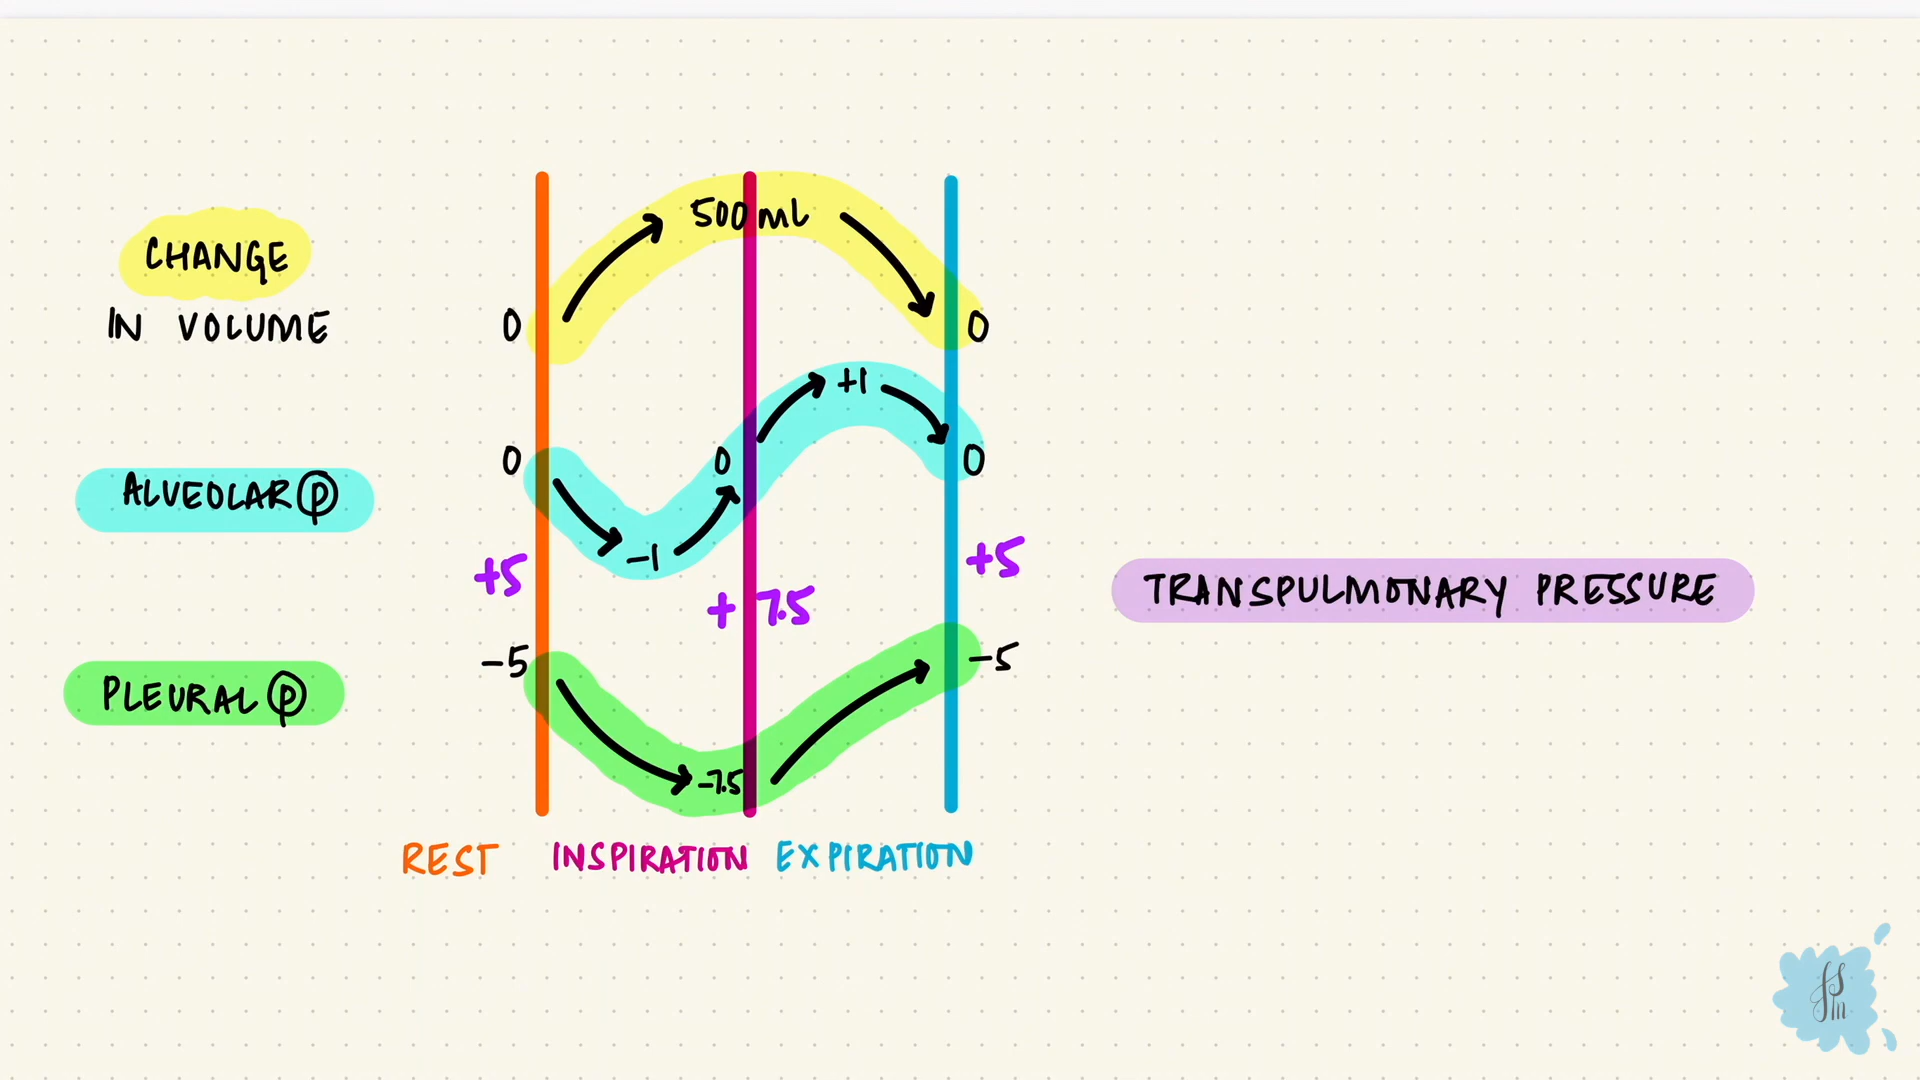 500 mL
CHANGE
IN VOLUME
0
0
+1
0
0
0
ALVEOLAR P
-1
+5
+5
+7.5
TRANSPULMONARY PRESSURE
-5
-5
PLEURAL P
-7.5
REST
INSPIRATION
EXPIRATION